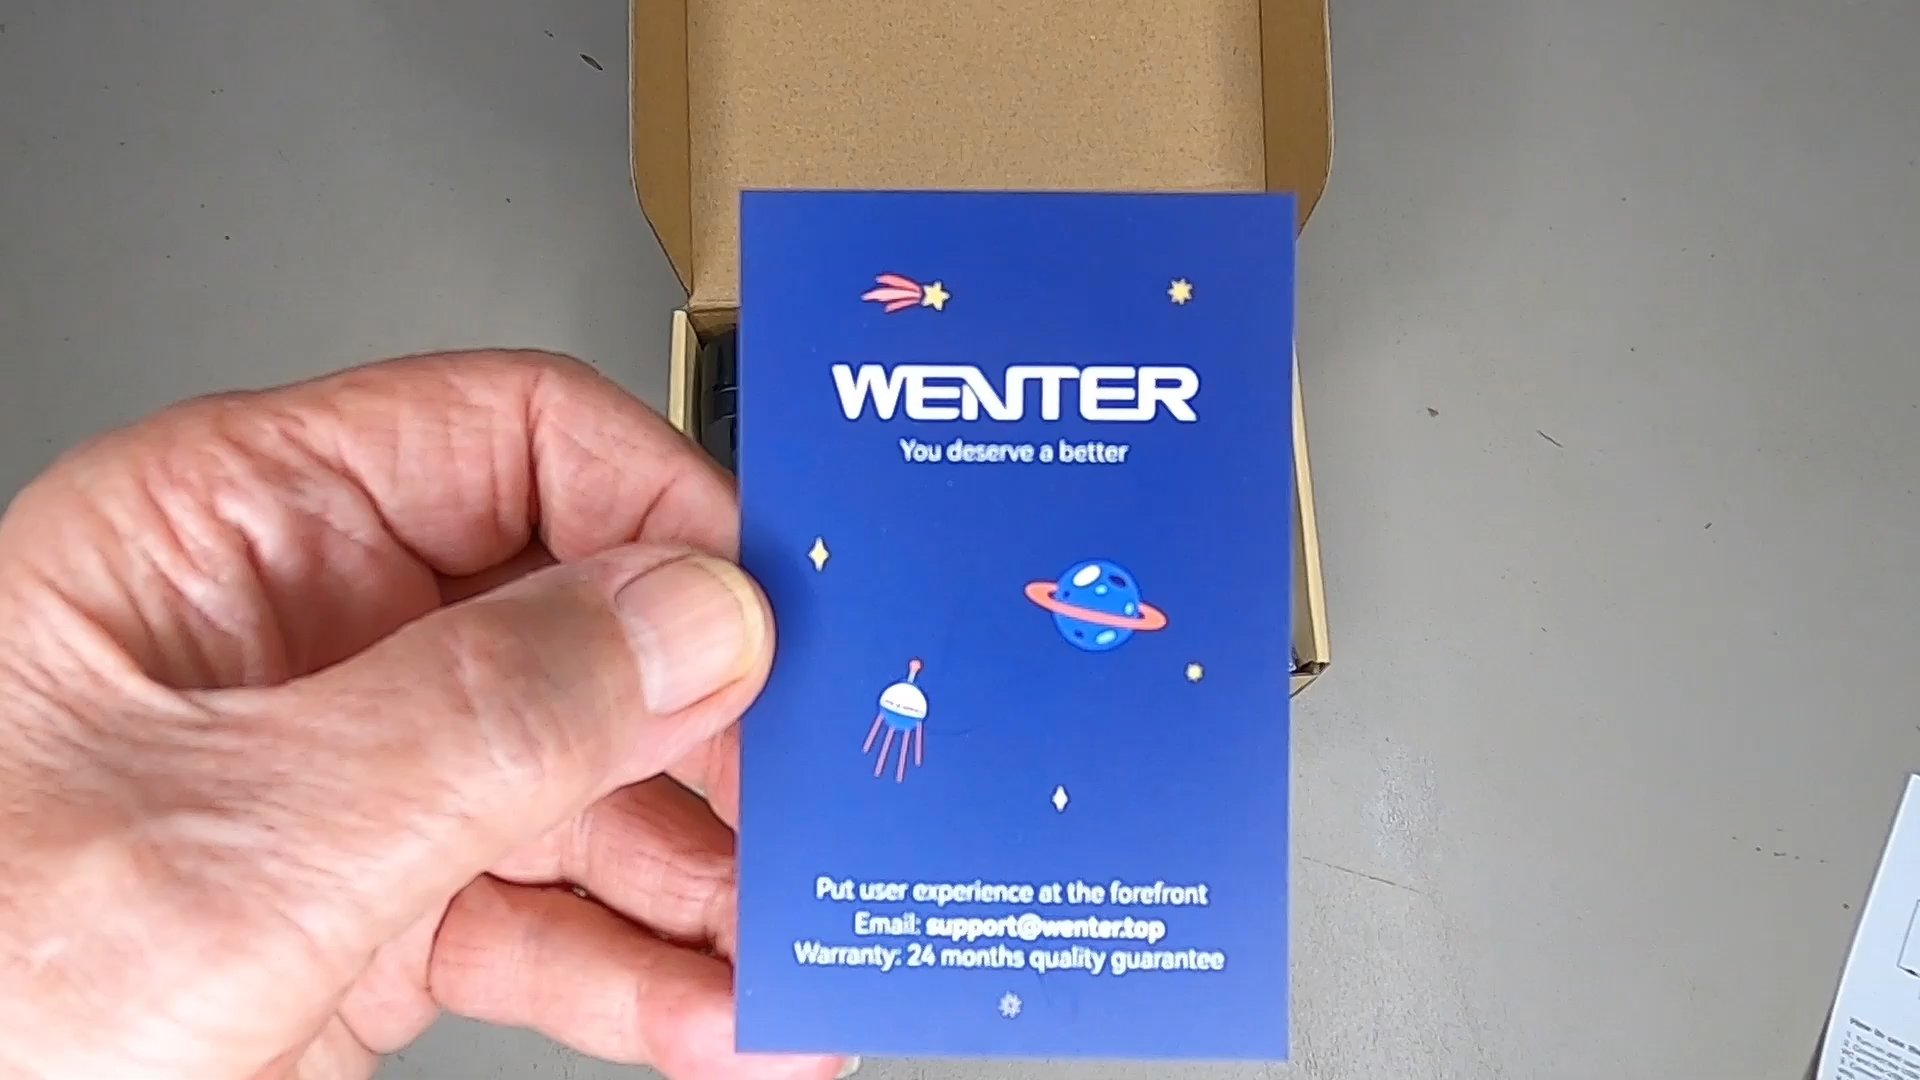 WENTER
You deserve a better
Put user experience at the forefront
Email: support@wenter.top
Warranty: 24 months quality guarantee